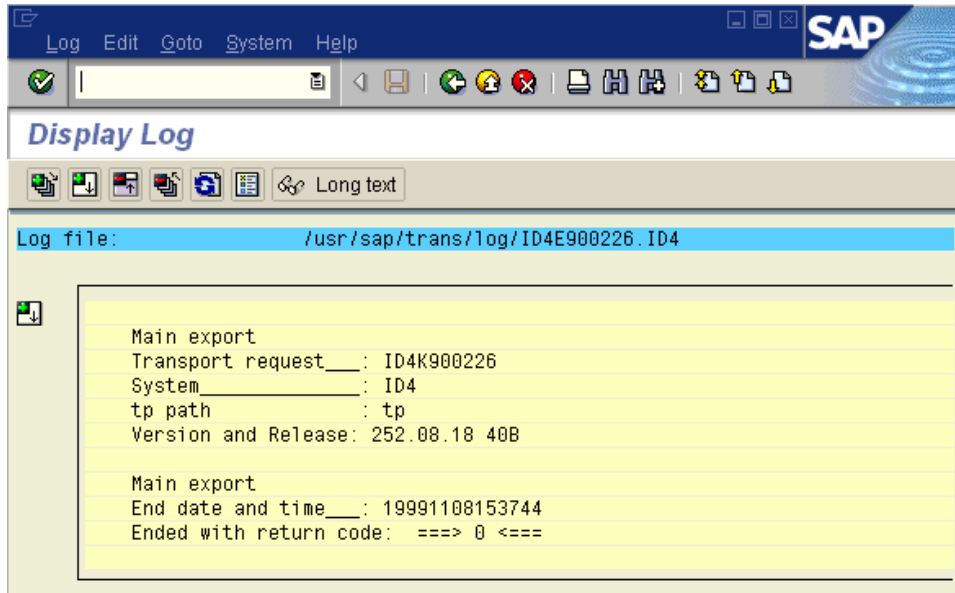 SAP
Log Edit Goto System Help
Display Log
Long text
Log file: /usr/sap/trans/log/ID4E900226.ID4
Main export
Transport request___: ID4K900226
System______________: ID4
tp path : tp
Version and Release: 252.08.18 40B
Main export
End date and time___: 19991108153744
Ended with return code: ===> 0 <===